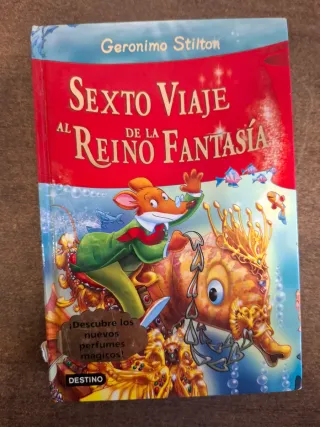 Geronimo Stilton
SEXTO VIAJE
AL REINO DE LA FANTASÍA
¡Descubre los
nuevos
perfumes
mágicos!
DESTINO